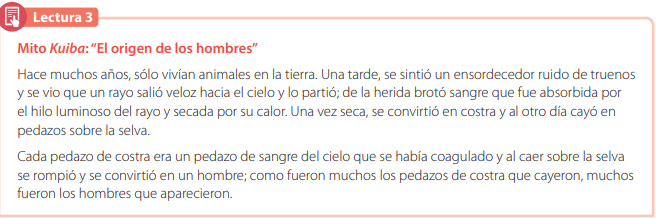 Lectura 3
Mito Kuiba: “El origen de los hombres”
Hace muchos años, sólo vivían animales en la tierra. Una tarde, se sintió un ensordecedor ruido de truenos
y se vio que un rayo salió veloz hacia el cielo y lo partió; de la herida brotó sangre que fue absorbida por
el hilo luminoso del rayo y secada por su calor. Una vez seca, se convirtió en costra y al otro día cayó en
pedazos sobre la selva.
Cada pedazo de costra era un pedazo de sangre del cielo que se había coagulado y al caer sobre la selva
se rompió y se convirtió en un hombre; como fueron muchos los pedazos de costra que cayeron, muchos
fueron los hombres que aparecieron.